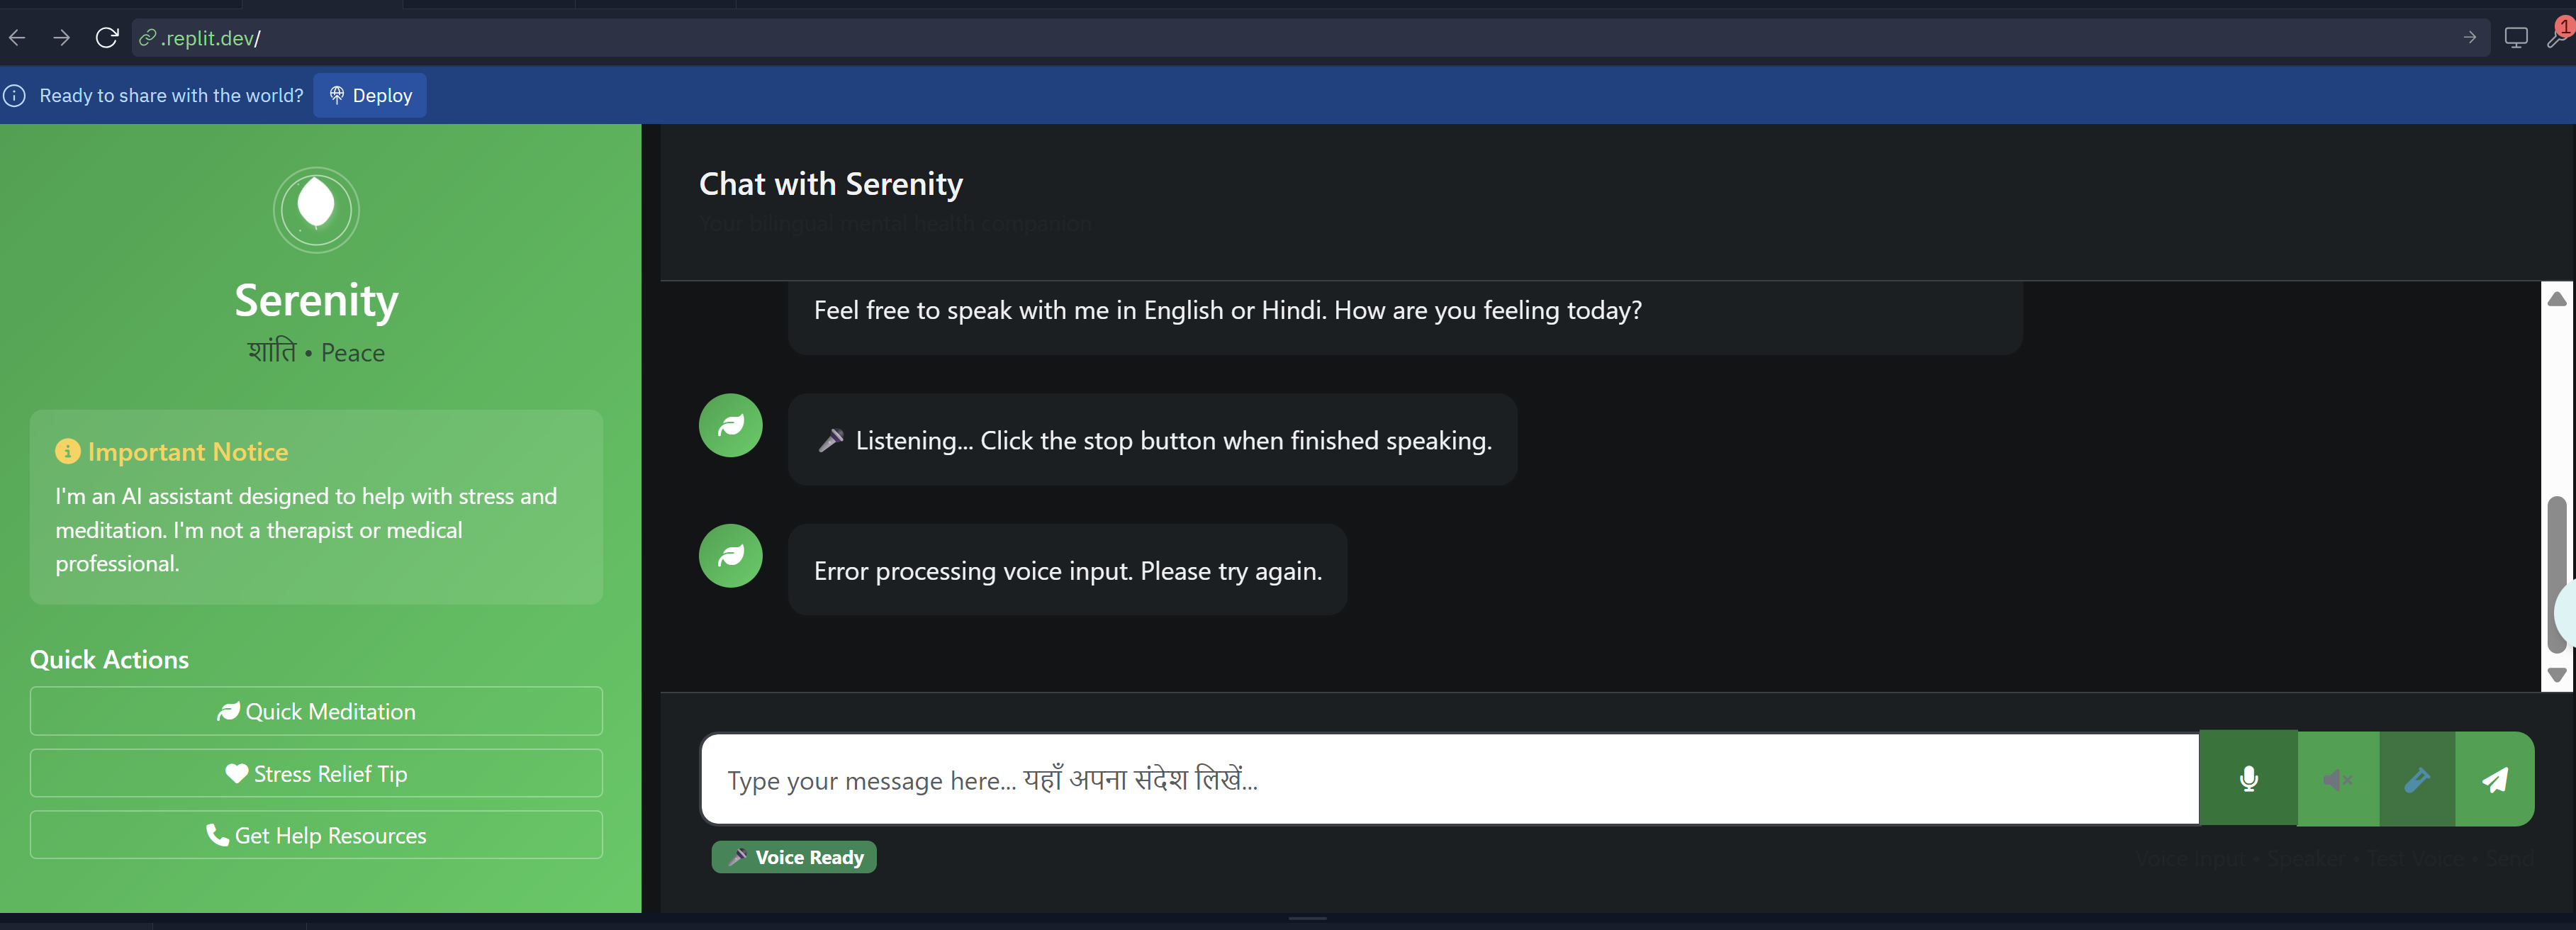 .replit.dev/
1
Ready to share with the world?
Deploy
Serenity
शांति • Peace
Important Notice
I'm an AI assistant designed to help with stress and
meditation. I'm not a therapist or medical
professional.
Quick Actions
Quick Meditation
Stress Relief Tip
Get Help Resources
Chat with Serenity
Your bilingual mental health companion
Feel free to speak with me in English or Hindi. How are you feeling today?
🎤 Listening... Click the stop button when finished speaking.
Error processing voice input. Please try again.
Type your message here... यहाँ अपना संदेश लिखें...
🎤 Voice Ready
Voice Input • Speaker • Test Voice • Send